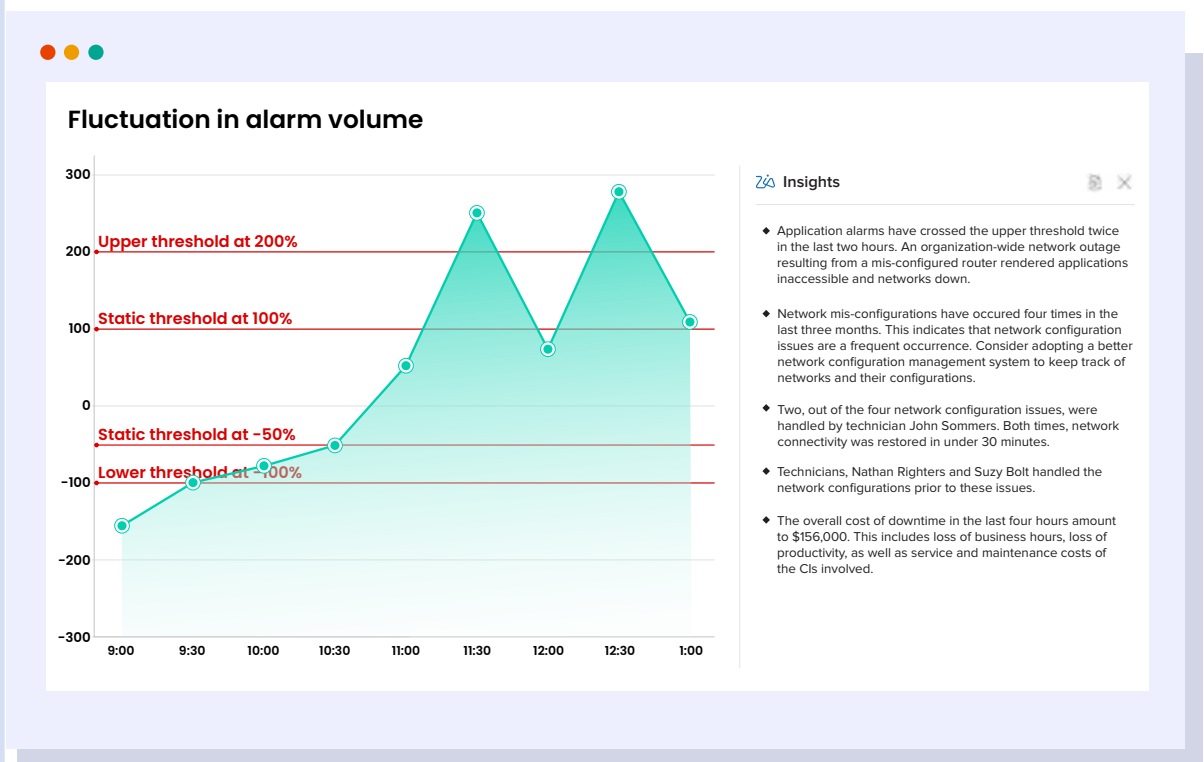 Fluctuation in alarm volume
300
200
100
0
-100
-200
-300
Upper threshold at 200%
Static threshold at 100%
Static threshold at -50%
Lower threshold at -100%
9:00 9:30 10:00 10:30 11:00 11:30 12:00 12:30 1:00
Zia Insights
Application alarms have crossed the upper threshold twice
in the last two hours. An organization-wide network outage
resulting from a mis-configured router rendered applications
inaccessible and networks down.
Network mis-configurations have occured four times in the
last three months. This indicates that network configuration
issues are a frequent occurrence. Consider adopting a better
network configuration management system to keep track of
networks and their configurations.
Two, out of the four network configuration issues, were
handled by technician John Sommers. Both times, network
connectivity was restored in under 30 minutes.
Technicians, Nathan Righters and Suzy Bolt handled the
network configurations prior to these issues.
The overall cost of downtime in the last four hours amount
to $156,000. This includes loss of business hours, loss of
productivity, as well as service and maintenance costs of
the CIs involved.